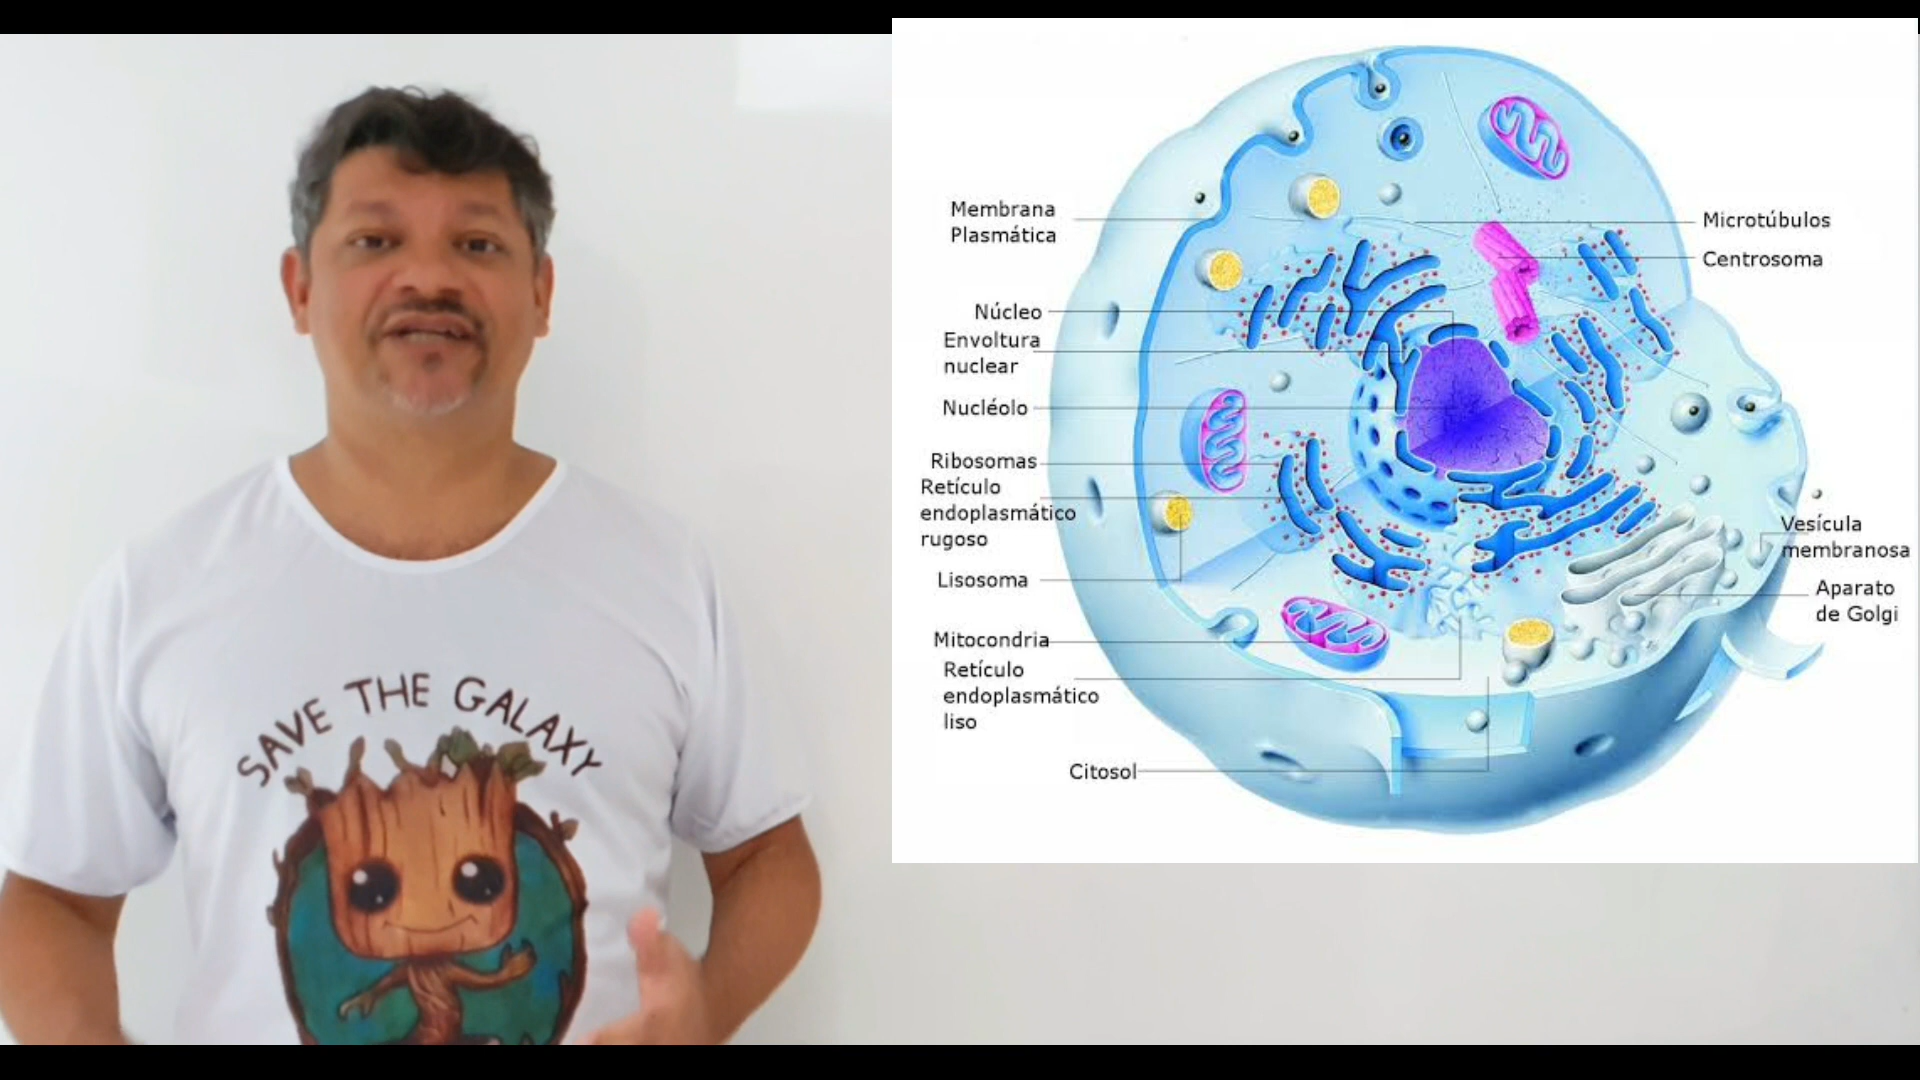 SAVE THE GALAXY
Membrana
Plasmática
Núcleo
Envoltura
nuclear
Nucléolo
Ribosomas
Retículo
endoplasmático
rugoso
Lisosoma
Mitocondria
Retículo
endoplasmático
liso
Citosol
Microtúbulos
Centrosoma
Vesícula
membranosa
Aparato
de Golgi